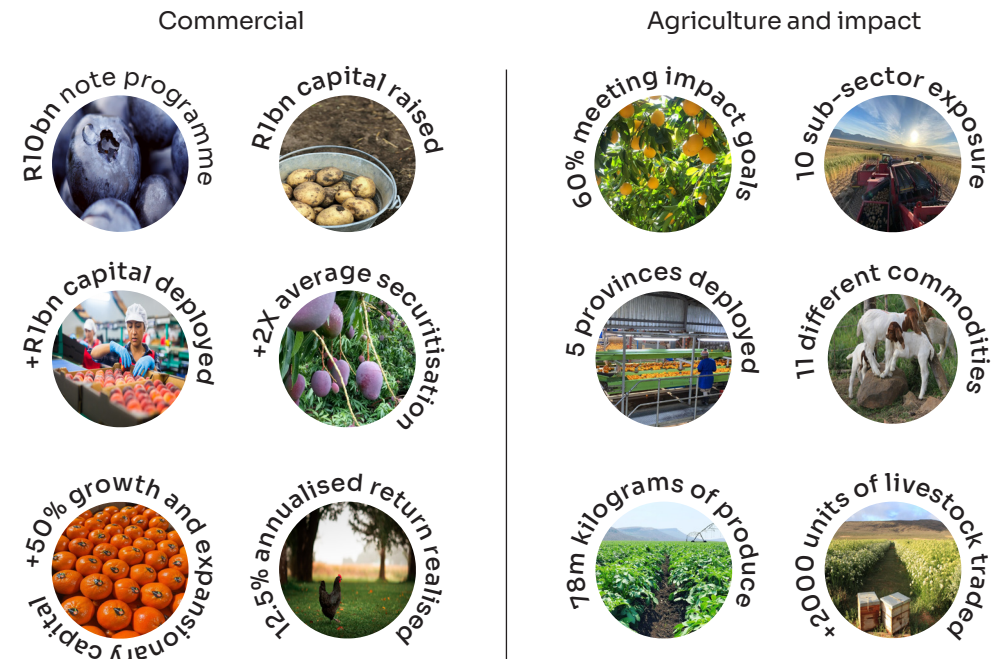 Commercial
Agriculture and impact
R10bn note programme
R1bn capital raised
60% meeting impact goals
10 sub-sector exposure
+R1bn capital deployed
+2X average securitisation
5 provinces deployed
11 different commodities
+50% growth and expansionary capital
12.5% annualised return realised
78m kilograms of produce
+2000 units of livestock traded